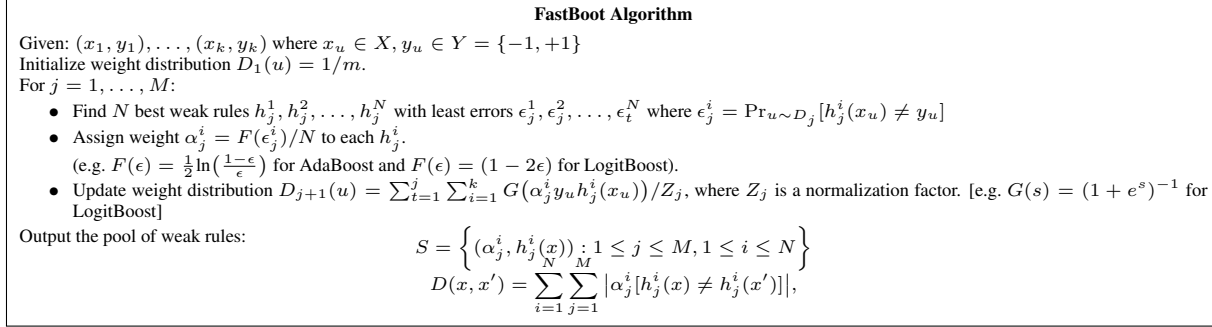 FastBoot Algorithm
Given: (x_1, y_1), . . . , (x_k, y_k) where x_u ∈ X, y_u ∈ Y = {−1, +1}
Initialize weight distribution D_1(u) = 1/m.
For j = 1, . . . , M:
• Find N best weak rules h_j^1, h_j^2, . . . , h_j^N with least errors ϵ_j^1, ϵ_j^2, . . . , ϵ_t^N where ϵ_j^i = Pr_{u∼D_j}[h_j^i(x_u) ≠ y_u]
• Assign weight α_j^i = F(ϵ_j^i)/N to each h_j^i.
(e.g. F(ϵ) = \frac{1}{2} ln(\frac{1−ϵ}{ϵ}) for AdaBoost and F(ϵ) = (1 − 2ϵ) for LogitBoost).
• Update weight distribution D_{j+1}(u) = ∑_{t=1}^{j} ∑_{i=1}^{k} G(α_j^i y_u h_j^i(x_u))/Z_j, where Z_j is a normalization factor. [e.g. G(s) = (1 + e^s)^{−1} for
LogitBoost]
Output the pool of weak rules:
S = {(α_j^i, h_j^i(x)) : 1 ≤ j ≤ M, 1 ≤ i ≤ N}
D(x, x′) = ∑_{i=1}^{N} ∑_{j=1}^{M} |α_j^i[h_j^i(x) ≠ h_j^i(x′)]|,